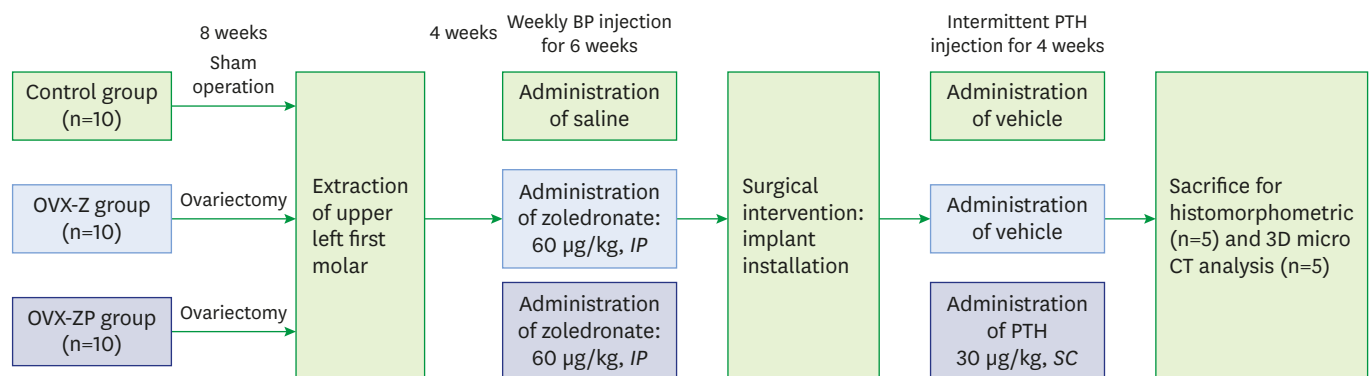 8 weeks
4 weeks
Weekly BP injection
for 6 weeks
Intermittent PTH
injection for 4 weeks
Control group
(n=10)
Sham
operation
OVX-Z group
(n=10)
Ovariectomy
OVX-ZP group
(n=10)
Ovariectomy
Extraction
of upper
left first
molar
Administration
of saline
Administration
of zoledronate:
60 µg/kg, IP
Administration
of zoledronate:
60 µg/kg, IP
Surgical
intervention:
implant
installation
Administration
of vehicle
Administration
of vehicle
Administration
of PTH
30 µg/kg, SC
Sacrifice for
histomorphometric
(n=5) and 3D micro
CT analysis (n=5)